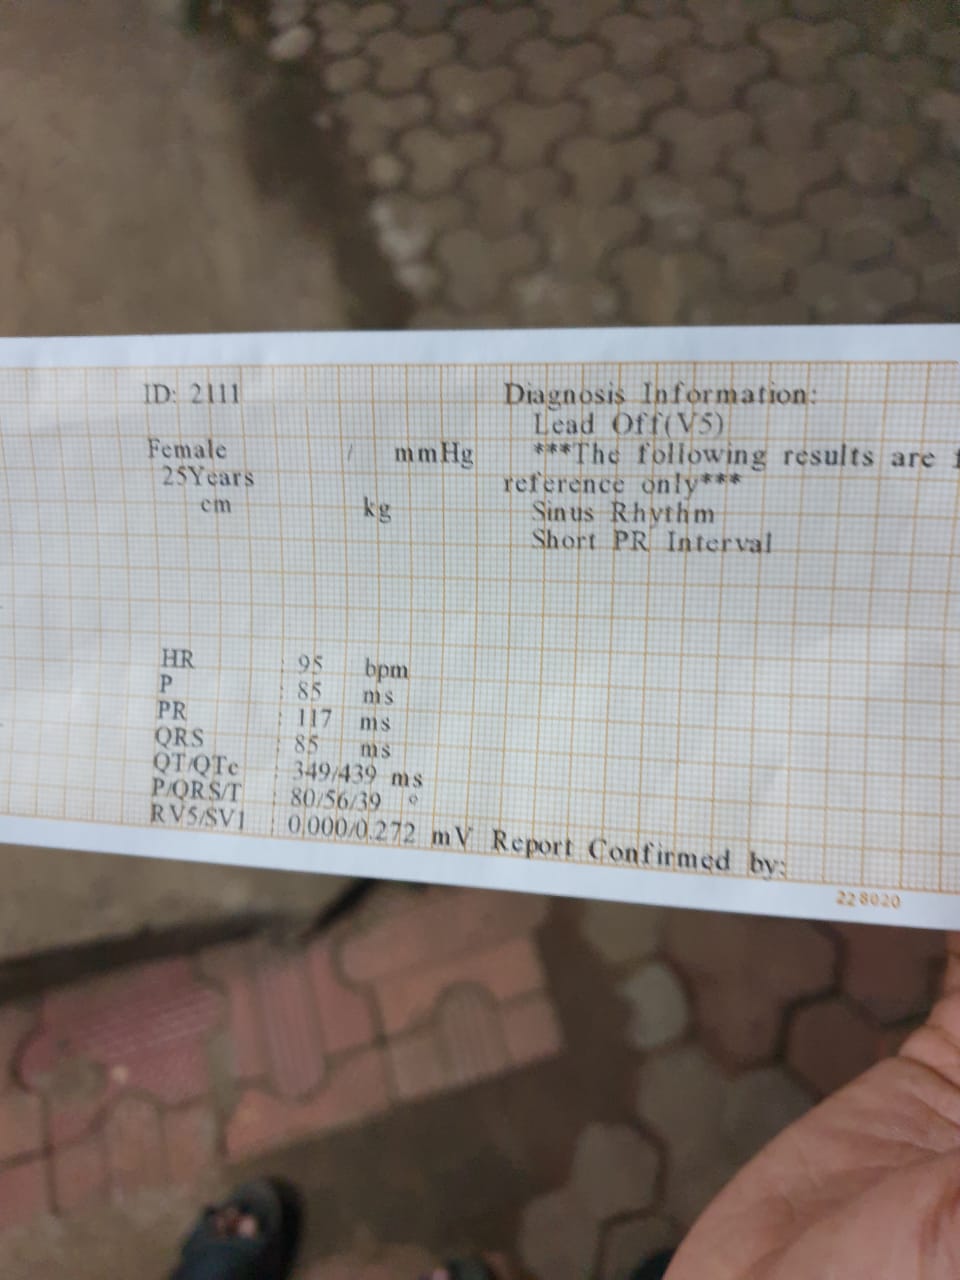 ID: 2111
Female
25Years
cm
/ mmHg
kg
Diagnosis Information:
Lead Off(V5)
***The following results are
reference only***
Sinus Rhythm
Short PR Interval
HR : 95 bpm
P : 85 ms
PR : 117 ms
QRS : 85 ms
QT/QTc : 349/439 ms
P/QRS/T : 80/56/39 °
RV5/SV1 : 0.000/0.272 mV
Report Confirmed by:
228020